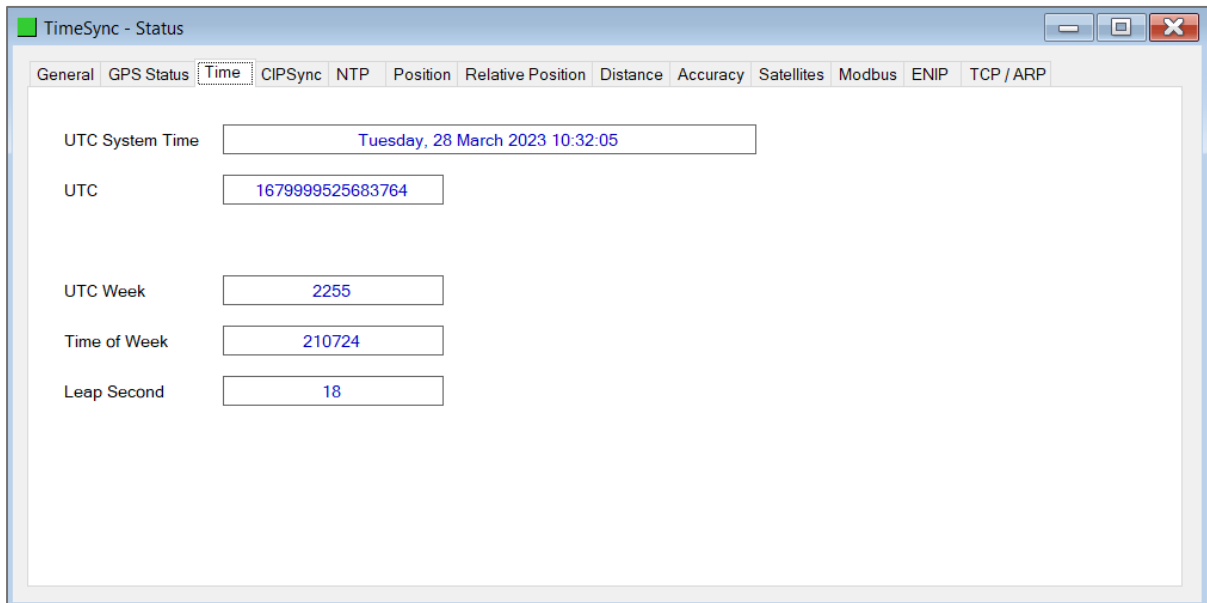 TimeSync - Status
General GPS Status Time CIPSync NTP Position Relative Position Distance Accuracy Satellites Modbus ENIP TCP / ARP
UTC System Time Tuesday, 28 March 2023 10:32:05
UTC 1679999525683764
UTC Week 2255
Time of Week 210724
Leap Second 18